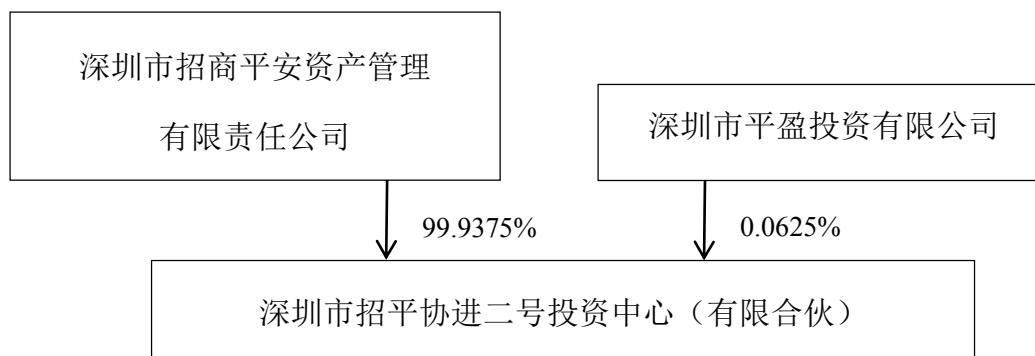 深圳市招商平安资产管理
有限责任公司
深圳市平盈投资有限公司
99.9375%
0.0625%
深圳市招平协进二号投资中心（有限合伙）